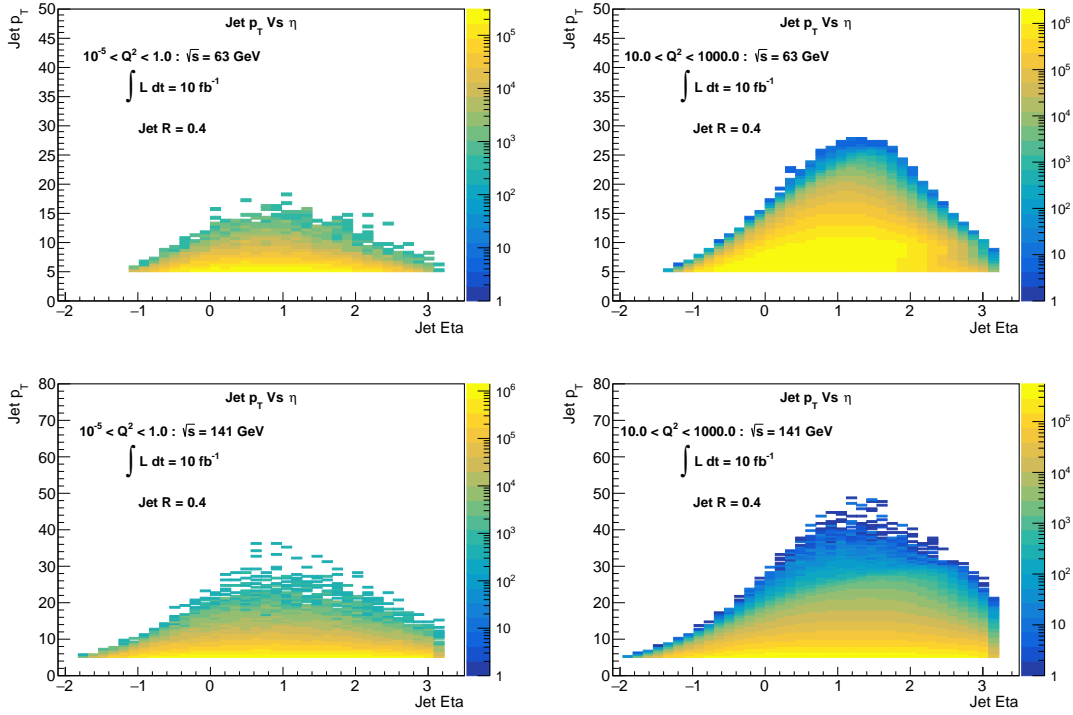 Jet p_T Vs η
10^-5 < Q^2 < 1.0 : √s = 63 GeV
∫ L dt = 10 fb^-1
Jet R = 0.4
Jet p_T
50
45
40
35
30
25
20
15
10
5
0
−2 −1 0 1 2 3
Jet Eta
10^5
10^4
10^3
10^2
10
1
Jet p_T Vs η
10.0 < Q^2 < 1000.0 : √s = 63 GeV
∫ L dt = 10 fb^-1
Jet R = 0.4
Jet p_T
50
45
40
35
30
25
20
15
10
5
0
−2 −1 0 1 2 3
Jet Eta
10^6
10^5
10^4
10^3
10^2
10
1
Jet p_T Vs η
10^-5 < Q^2 < 1.0 : √s = 141 GeV
∫ L dt = 10 fb^-1
Jet R = 0.4
Jet p_T
80
70
60
50
40
30
20
10
0
−2 −1 0 1 2 3
Jet Eta
10^6
10^5
10^4
10^3
10^2
10
1
Jet p_T Vs η
10.0 < Q^2 < 1000.0 : √s = 141 GeV
∫ L dt = 10 fb^-1
Jet R = 0.4
Jet p_T
80
70
60
50
40
30
20
10
0
−2 −1 0 1 2 3
Jet Eta
10^5
10^4
10^3
10^2
10
1